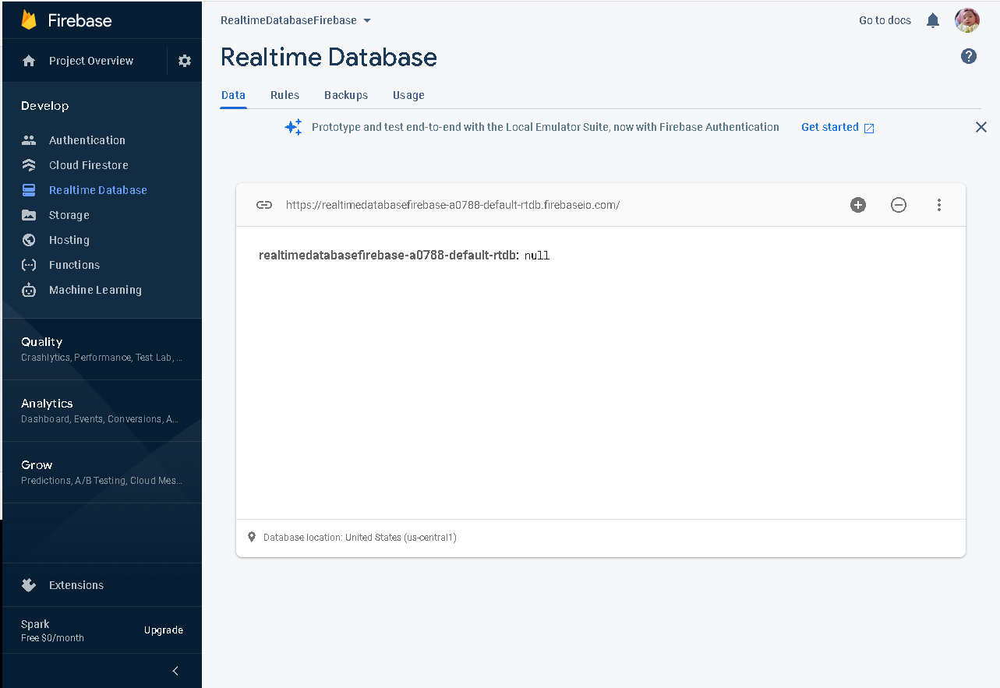 Firebase
Project Overview
Develop
Authentication
Cloud Firestore
Realtime Database
Storage
Hosting
Functions
Machine Learning
Quality
Crashlytics, Performance, Test Lab, ...
Analytics
Dashboard, Events, Conversions, A...
Grow
Predictions, A/B Testing, Cloud Mes...
Extensions
Spark
Free $0/month
Upgrade
RealtimeDatabaseFirebase
Go to docs
Realtime Database
?
Data Rules Backups Usage
Prototype and test end-to-end with the Local Emulator Suite, now with Firebase Authentication Get started
https://realtimedatabasefirebase-a0788-default-rtdb.firebaseio.com/
realtimedatabasefirebase-a0788-default-rtdb: null
Database location: United States (us-central1)